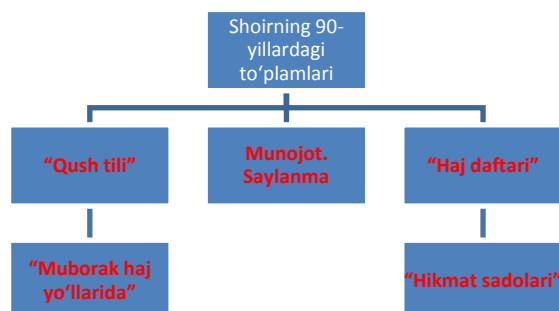 Shoirning 90-
yillardagi
to‘plamlari
“Qush tili”
Munojot.
Saylanma
“Haj daftari”
“Muborak haj
yo‘llarida”
“Hikmat sadolari”